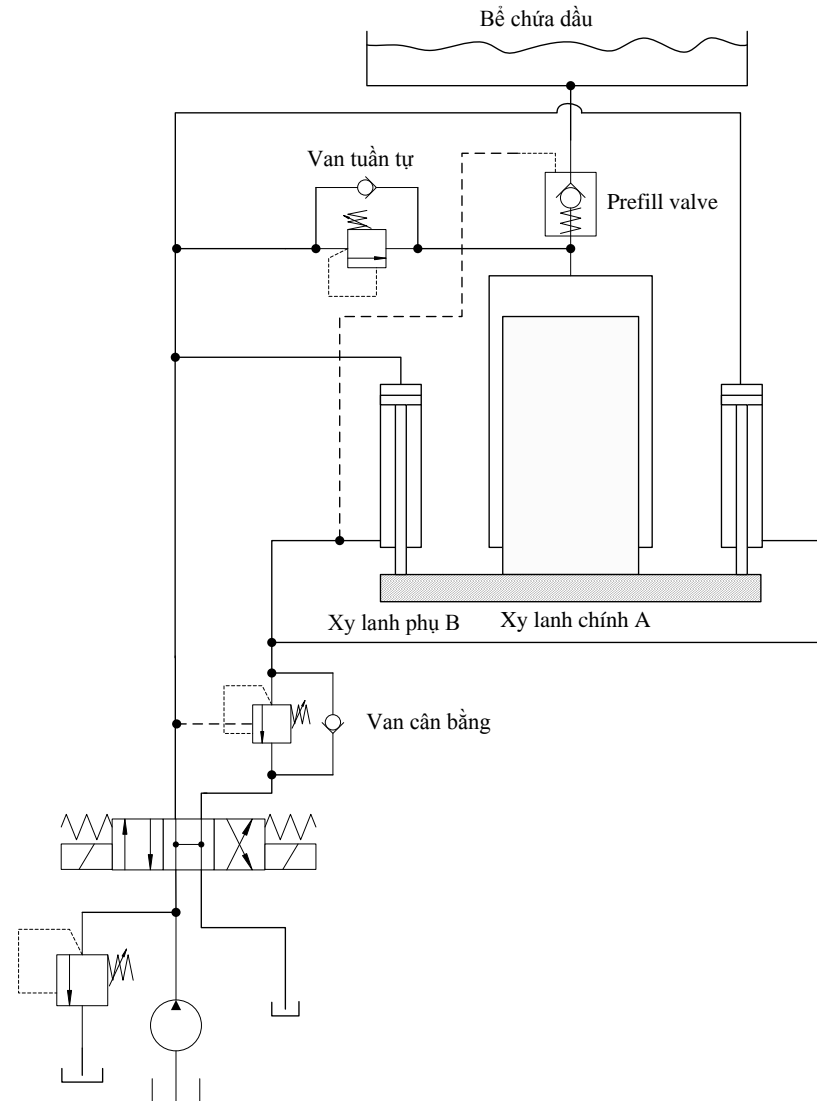 Bể chứa dầu
Van tuần tự
Prefill valve
Xy lanh phụ B
Xy lanh chính A
Van cân bằng